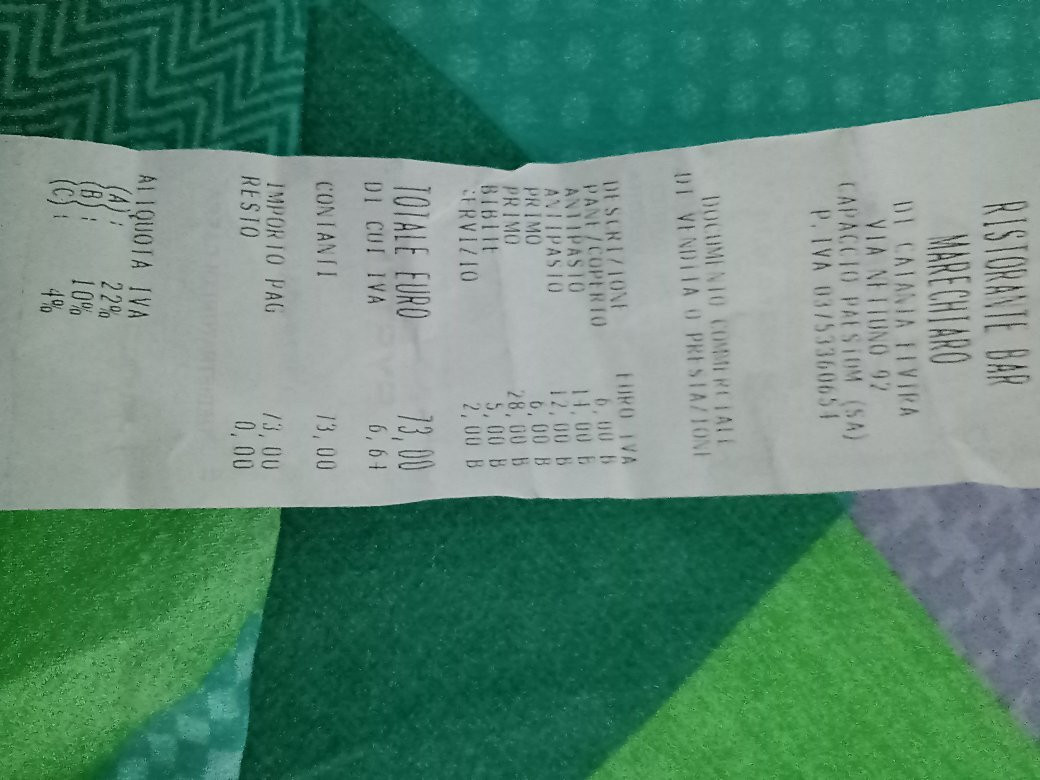 RISTORANTE BAR
MARECHIARO
DI CATANIA ELVIRA
VIA NETTUNO 92
CAPACCIO PAESTUM (SA)
P. IVA 03753360654
DOCUMENTO COMMERCIALE
DI VENDITA O PRESTAZIONE
DESCRIZIONE EURO IVA
PANE/COPERTO 6,00 B
ANTIPASTO 14,00 B
ANTIPASTO 12,00 B
PRIMO 6,00 B
PRIMO 28,00 B
BIBITE 5,00 B
SERVIZIO 2,00 B
TOTALE EURO 73,00
DI CUI IVA 6,64
CONTANTI 73,00
IMPORTO PAG 73,00
RESTO 0,00
ALIQUOTA IVA
(A): 22%
(B): 10%
(C): 4%